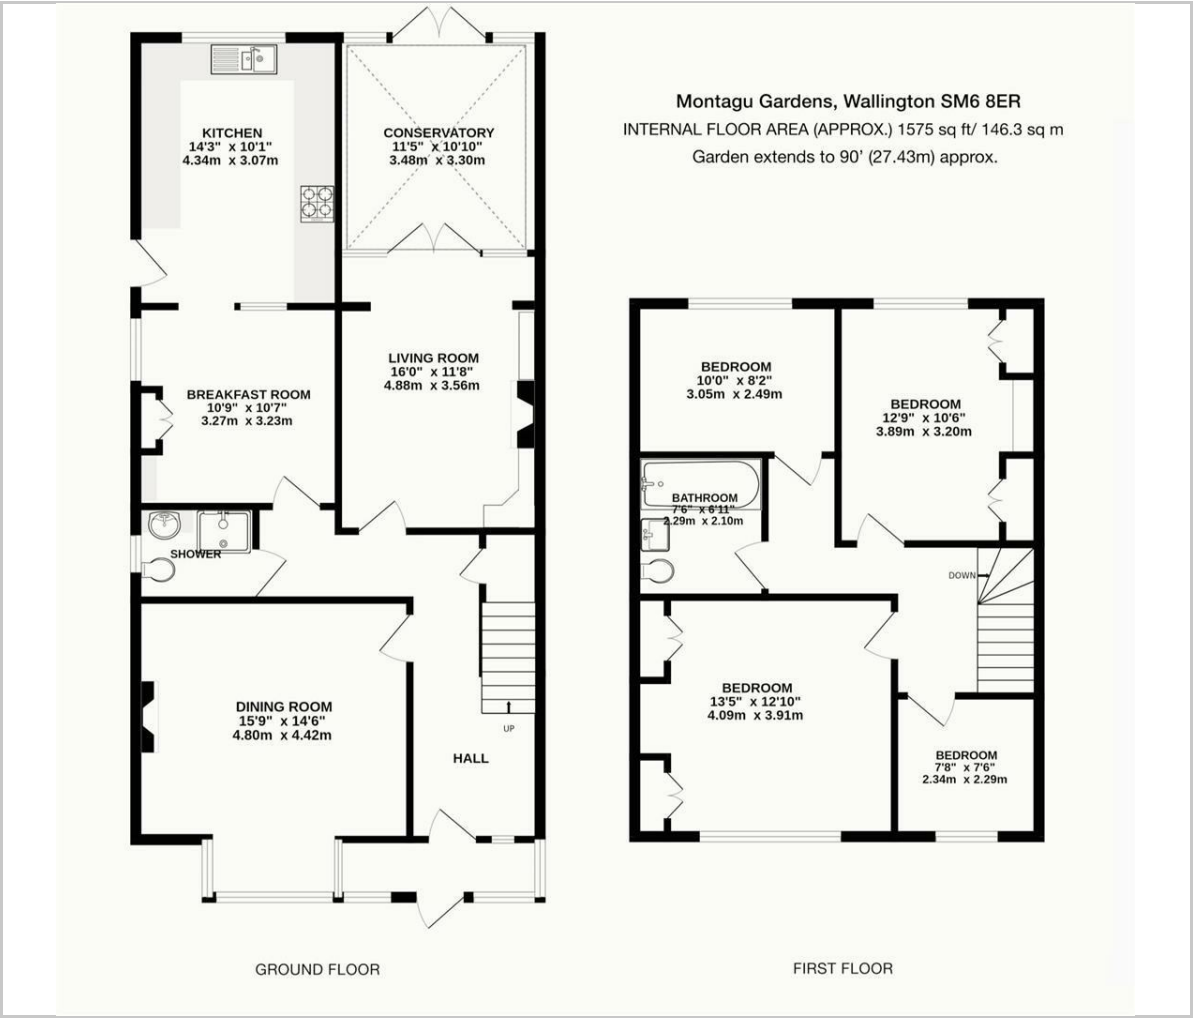 Montagu Gardens, Wallington SM6 8ER
INTERNAL FLOOR AREA (APPROX.) 1575 sq ft/ 146.3 sq m
Garden extends to 90' (27.43m) approx.
KITCHEN
14'3" x 10'1"
4.34m x 3.07m
CONSERVATORY
11'5" x 10'10"
3.48m x 3.30m
BREAKFAST ROOM
10'9" x 10'7"
3.27m x 3.23m
LIVING ROOM
16'0" x 11'8"
4.88m x 3.56m
SHOWER
DINING ROOM
15'9" x 14'6"
4.80m x 4.42m
UP
HALL
GROUND FLOOR
BEDROOM
10'0" x 8'2"
3.05m x 2.49m
BEDROOM
12'9" x 10'6"
3.89m x 3.20m
BATHROOM
7'6" x 6'11"
2.29m x 2.10m
DOWN
BEDROOM
13'5" x 12'10"
4.09m x 3.91m
BEDROOM
7'8" x 7'6"
2.34m x 2.29m
FIRST FLOOR